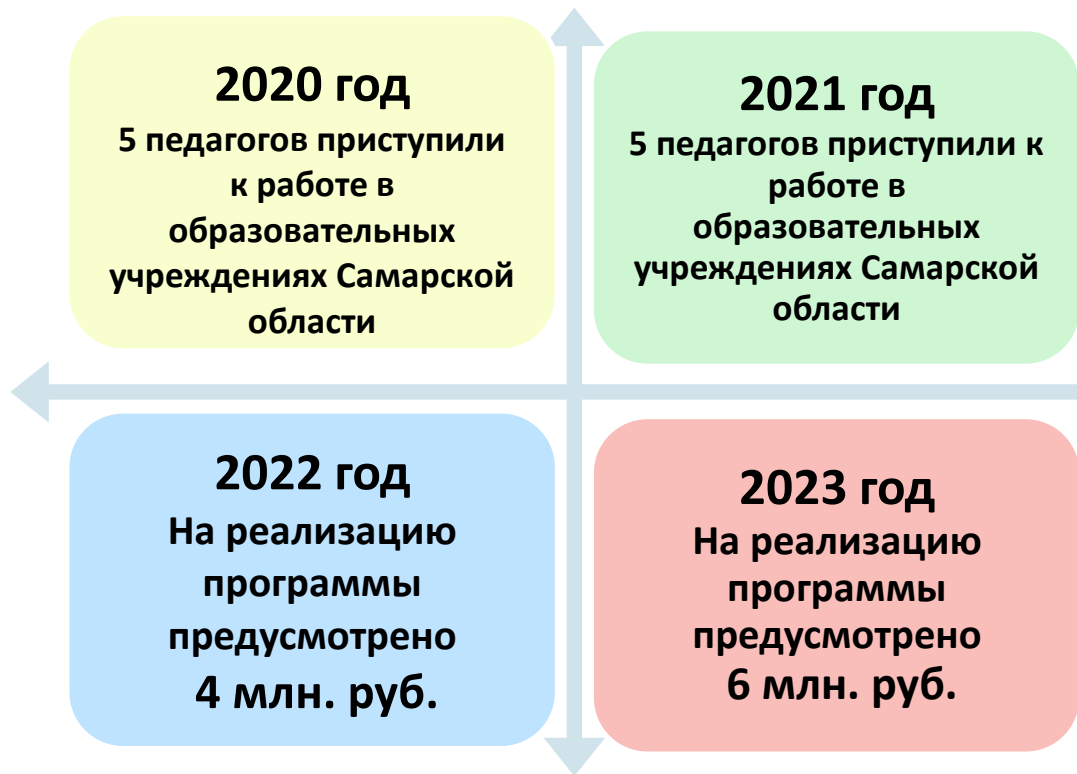 2020 год
5 педагогов приступили
к работе в
образовательных
учреждениях Самарской
области
2021 год
5 педагогов приступили к
работе в
образовательных
учреждениях Самарской
области
2022 год
На реализацию
программы
предусмотрено
4 млн. руб.
2023 год
На реализацию
программы
предусмотрено
6 млн. руб.